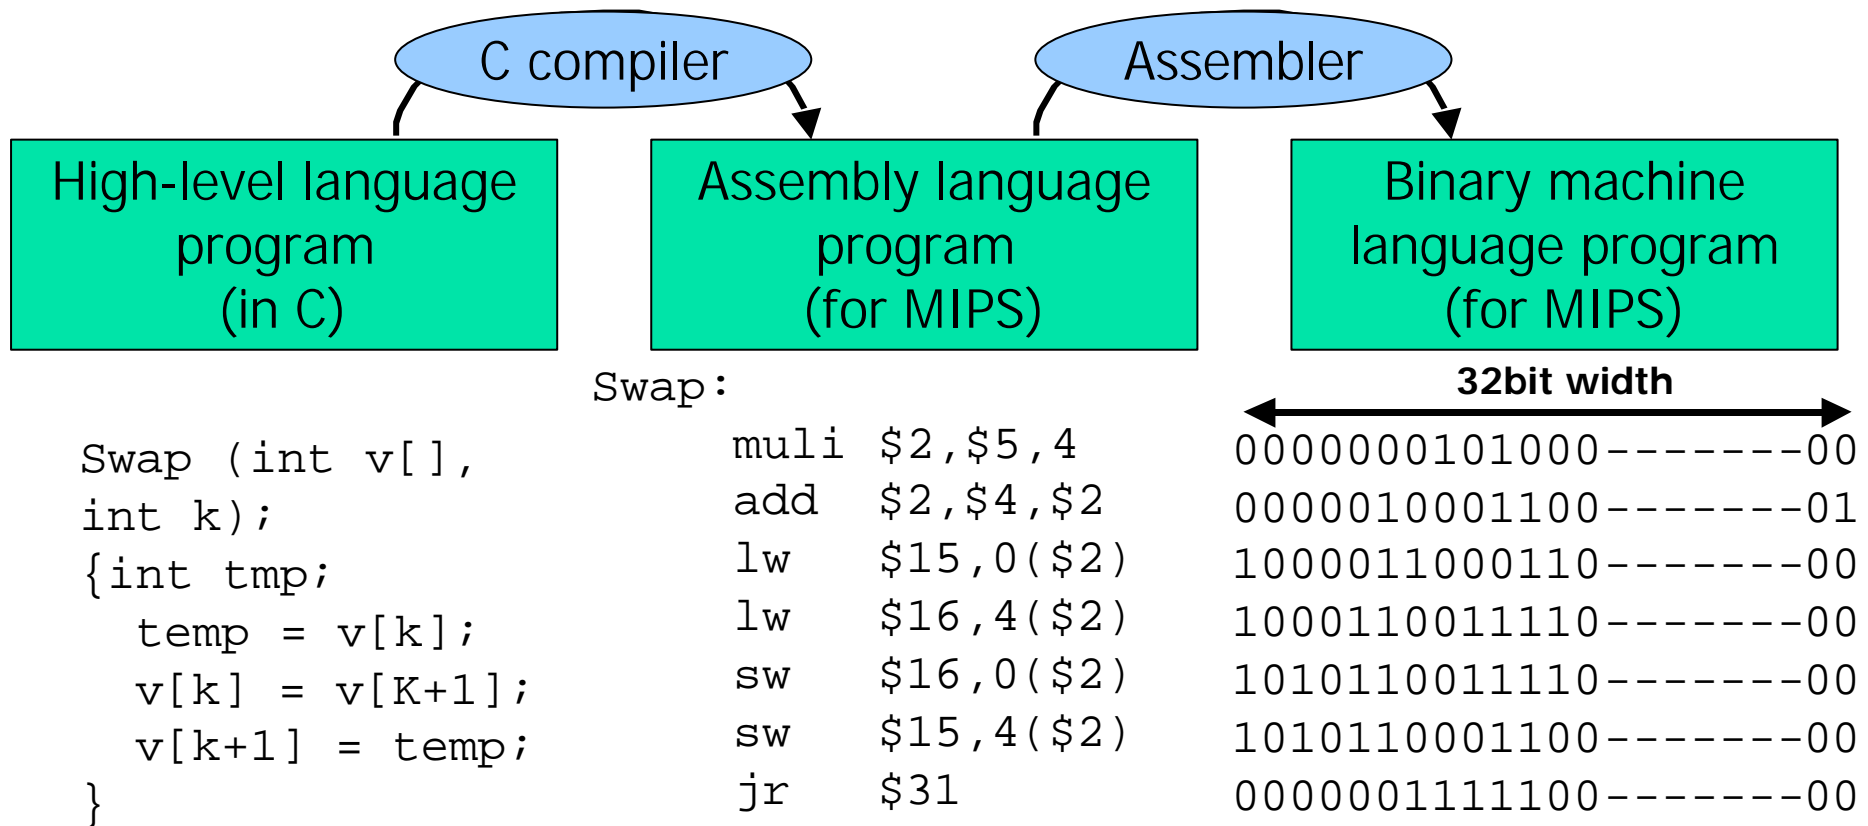 C compiler
Assembler
High-level language
program
(in C)
Assembly language
program
(for MIPS)
Binary machine
language program
(for MIPS)
Swap (int v[],
int k);
{int tmp;
temp = v[k];
v[k] = v[K+1];
v[k+1] = temp;
}
Swap:
muli $2,$5,4
add $2,$4,$2
lw $15,0($2)
lw $16,4($2)
sw $16,0($2)
sw $15,4($2)
jr $31
32bit width
0000000101000-------00
0000010001100-------01
1000011000110-------00
1000110011110-------00
1010110011110-------00
1010110001100-------00
0000001111100-------00